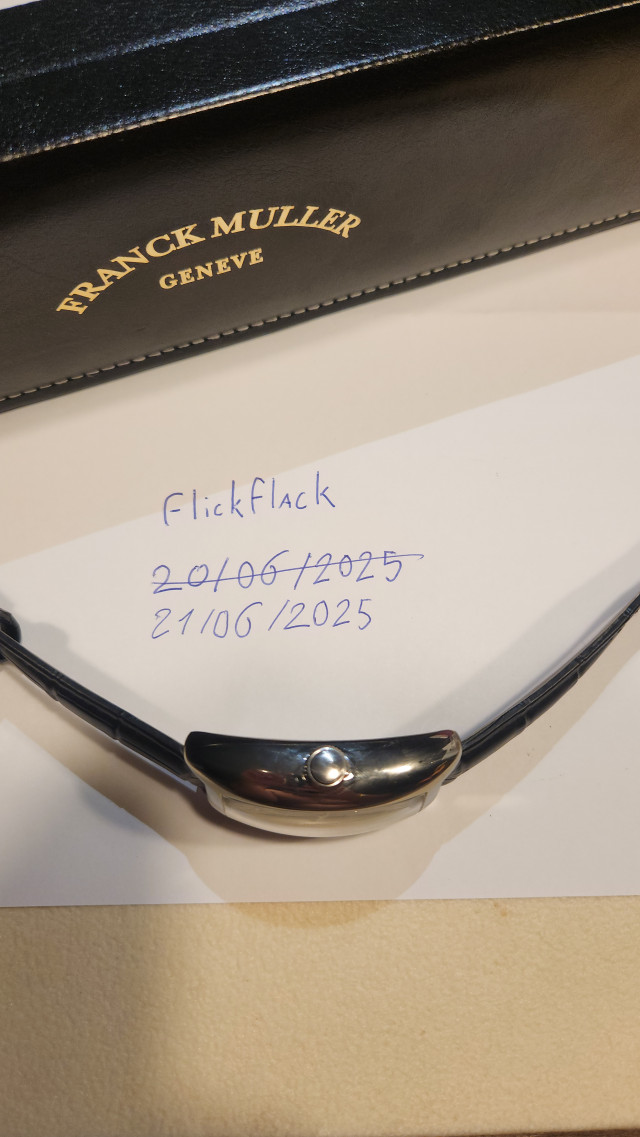 FRANCK MULLER
GENEVE
FlickFlack
20/06/2025
21/06/2025